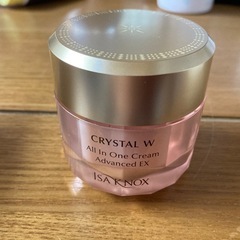 CRYSTAL W
All In One Cream
Advanced EX
ISA KNOX